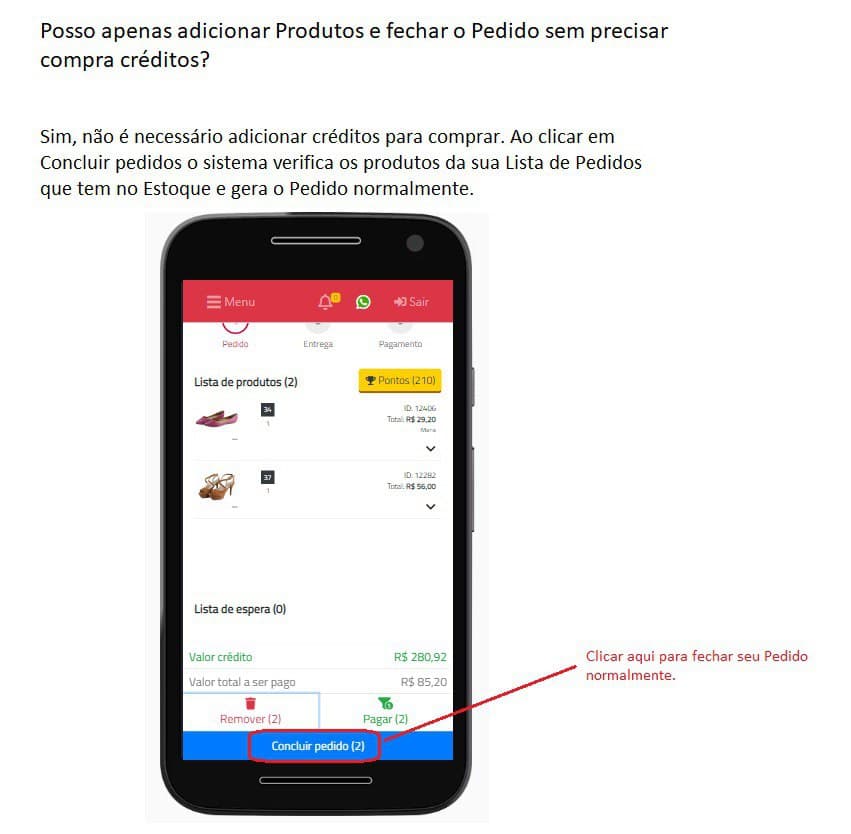 Posso apenas adicionar Produtos e fechar o Pedido sem precisar
compra créditos?
Sim, não é necessário adicionar créditos para comprar. Ao clicar em
Concluir pedidos o sistema verifica os produtos da sua Lista de Pedidos
que tem no Estoque e gera o Pedido normalmente.
Menu
0
Sair
Pedido
Entrega
Pagamento
Lista de produtos (2)
Pontos (210)
34
1
ID: 12406
Total: R$ 29,20
37
1
ID: 12282
Total: R$ 56,00
Lista de espera (0)
Valor crédito
R$ 280,92
Valor total a ser pago
R$ 85,20
Remover (2)
Pagar (2)
Concluir pedido (2)
Clicar aqui para fechar seu Pedido
normalmente.